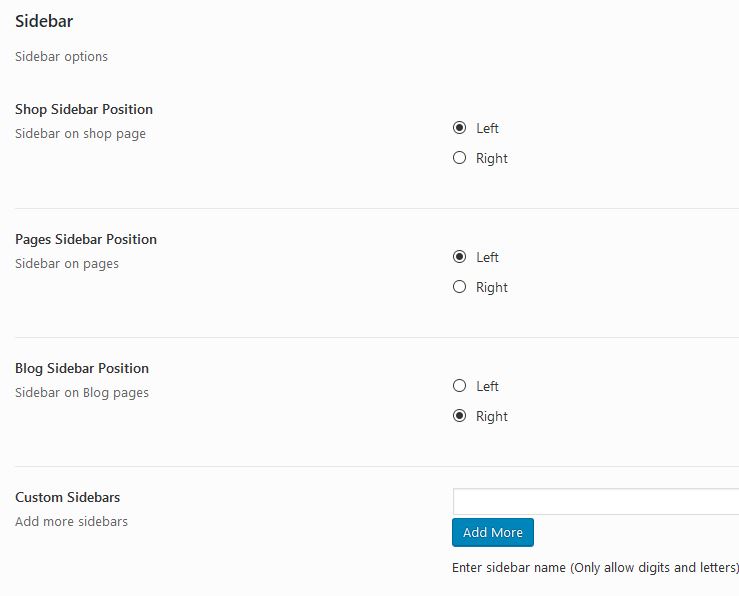 Sidebar
Sidebar options
Shop Sidebar Position
Sidebar on shop page
Left
Right
Pages Sidebar Position
Sidebar on pages
Left
Right
Blog Sidebar Position
Sidebar on Blog pages
Left
Right
Custom Sidebars
Add more sidebars
Add More
Enter sidebar name (Only allow digits and letters)